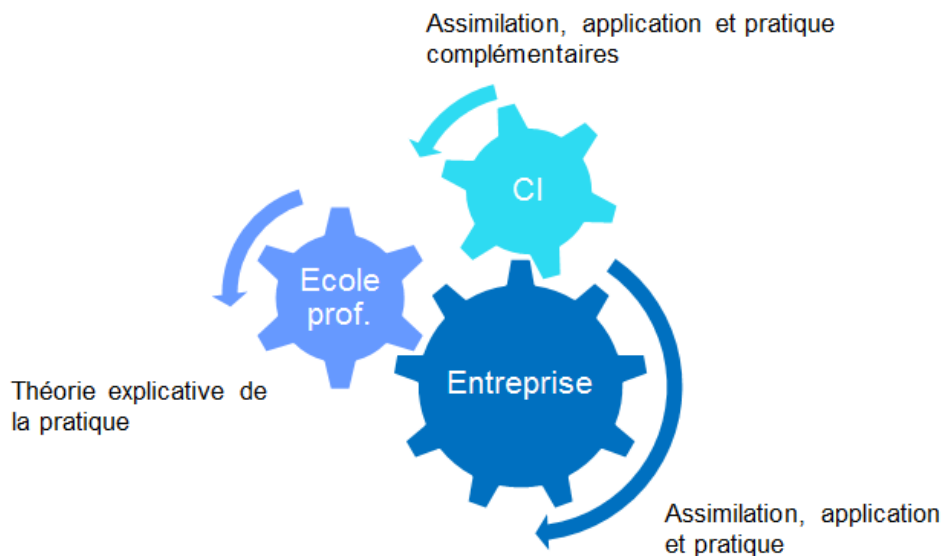 Assimilation, application et pratique
complémentaires
CI
Ecole
prof.
Entreprise
Théorie explicative de
la pratique
Assimilation, application
et pratique